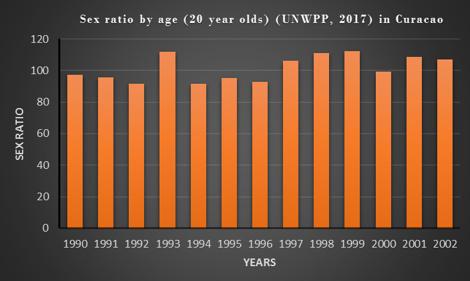 Sex ratio by age (20 year olds) (UNWPP, 2017) in Curacao
120
100
80
60
40
20
0
SEX RATIO
1990 1991 1992 1993 1994 1995 1996 1997 1998 1999 2000 2001 2002
YEARS